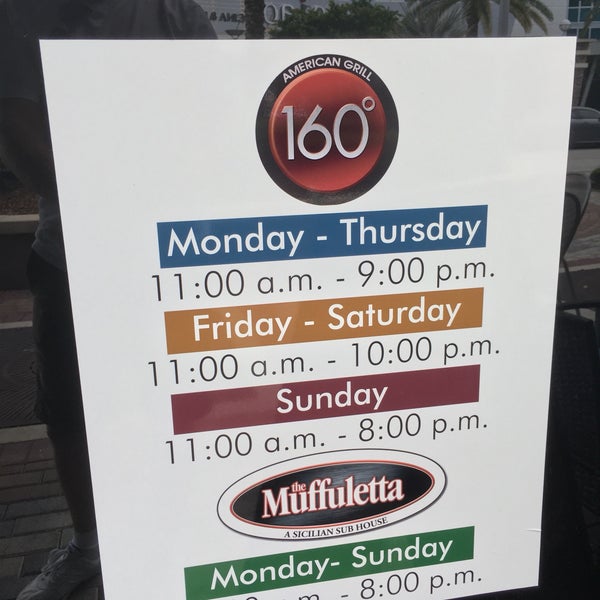 AMERICAN GRILL
160°
Monday - Thursday
11:00 a.m. - 9:00 p.m.
Friday - Saturday
11:00 a.m. - 10:00 p.m.
Sunday
11:00 a.m. - 8:00 p.m.
the
Muffuletta
A SICILIAN SUB HOUSE
Monday- Sunday
- 8:00 p.m.